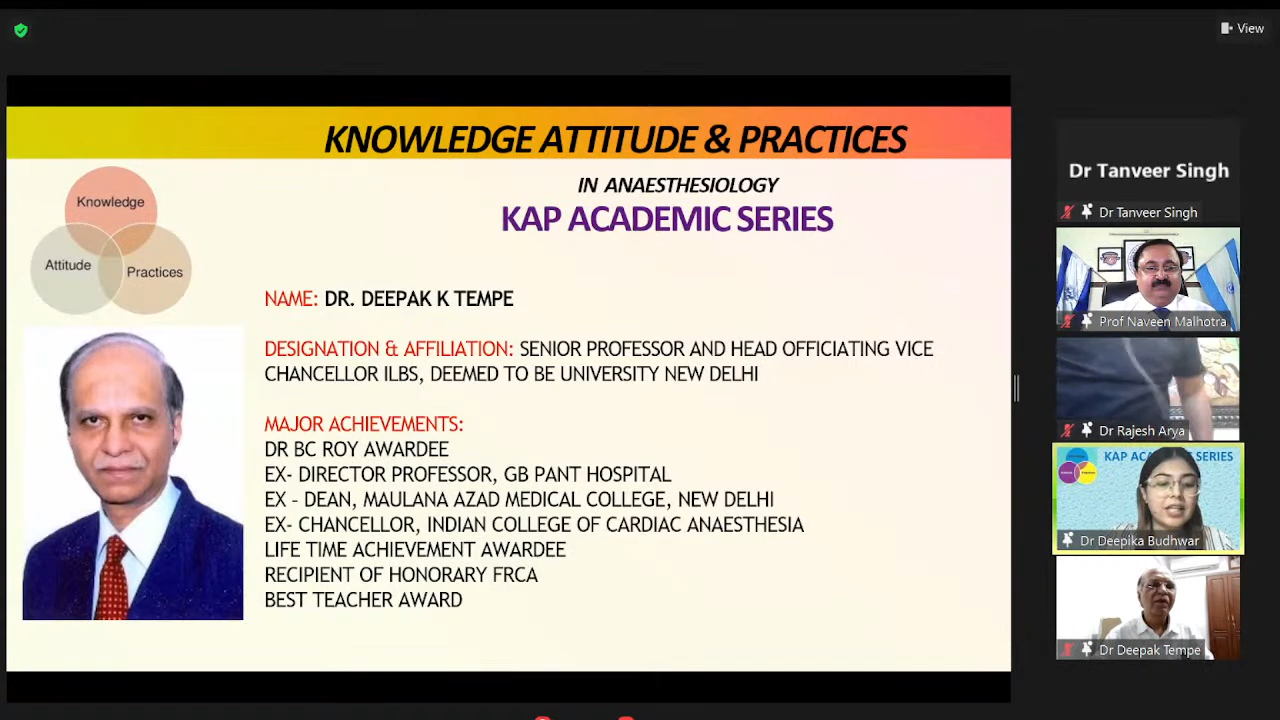 View
KNOWLEDGE ATTITUDE & PRACTICES
IN ANAESTHESIOLOGY
KAP ACADEMIC SERIES
Knowledge
Attitude
Practices
NAME: DR. DEEPAK K TEMPE
DESIGNATION & AFFILIATION: SENIOR PROFESSOR AND HEAD OFFICIATING VICE
CHANCELLOR ILBS, DEEMED TO BE UNIVERSITY NEW DELHI
MAJOR ACHIEVEMENTS:
DR BC ROY AWARDEE
EX- DIRECTOR PROFESSOR, GB PANT HOSPITAL
EX – DEAN, MAULANA AZAD MEDICAL COLLEGE, NEW DELHI
EX- CHANCELLOR, INDIAN COLLEGE OF CARDIAC ANAESTHESIA
LIFE TIME ACHIEVEMENT AWARDEE
RECIPIENT OF HONORARY FRCA
BEST TEACHER AWARD
Dr Tanveer Singh
Dr Tanveer Singh
Prof Naveen Malhotra
Dr Rajesh Arya
KAP SERIES
Dr Deepika Budhwar
Dr Deepak Tempe